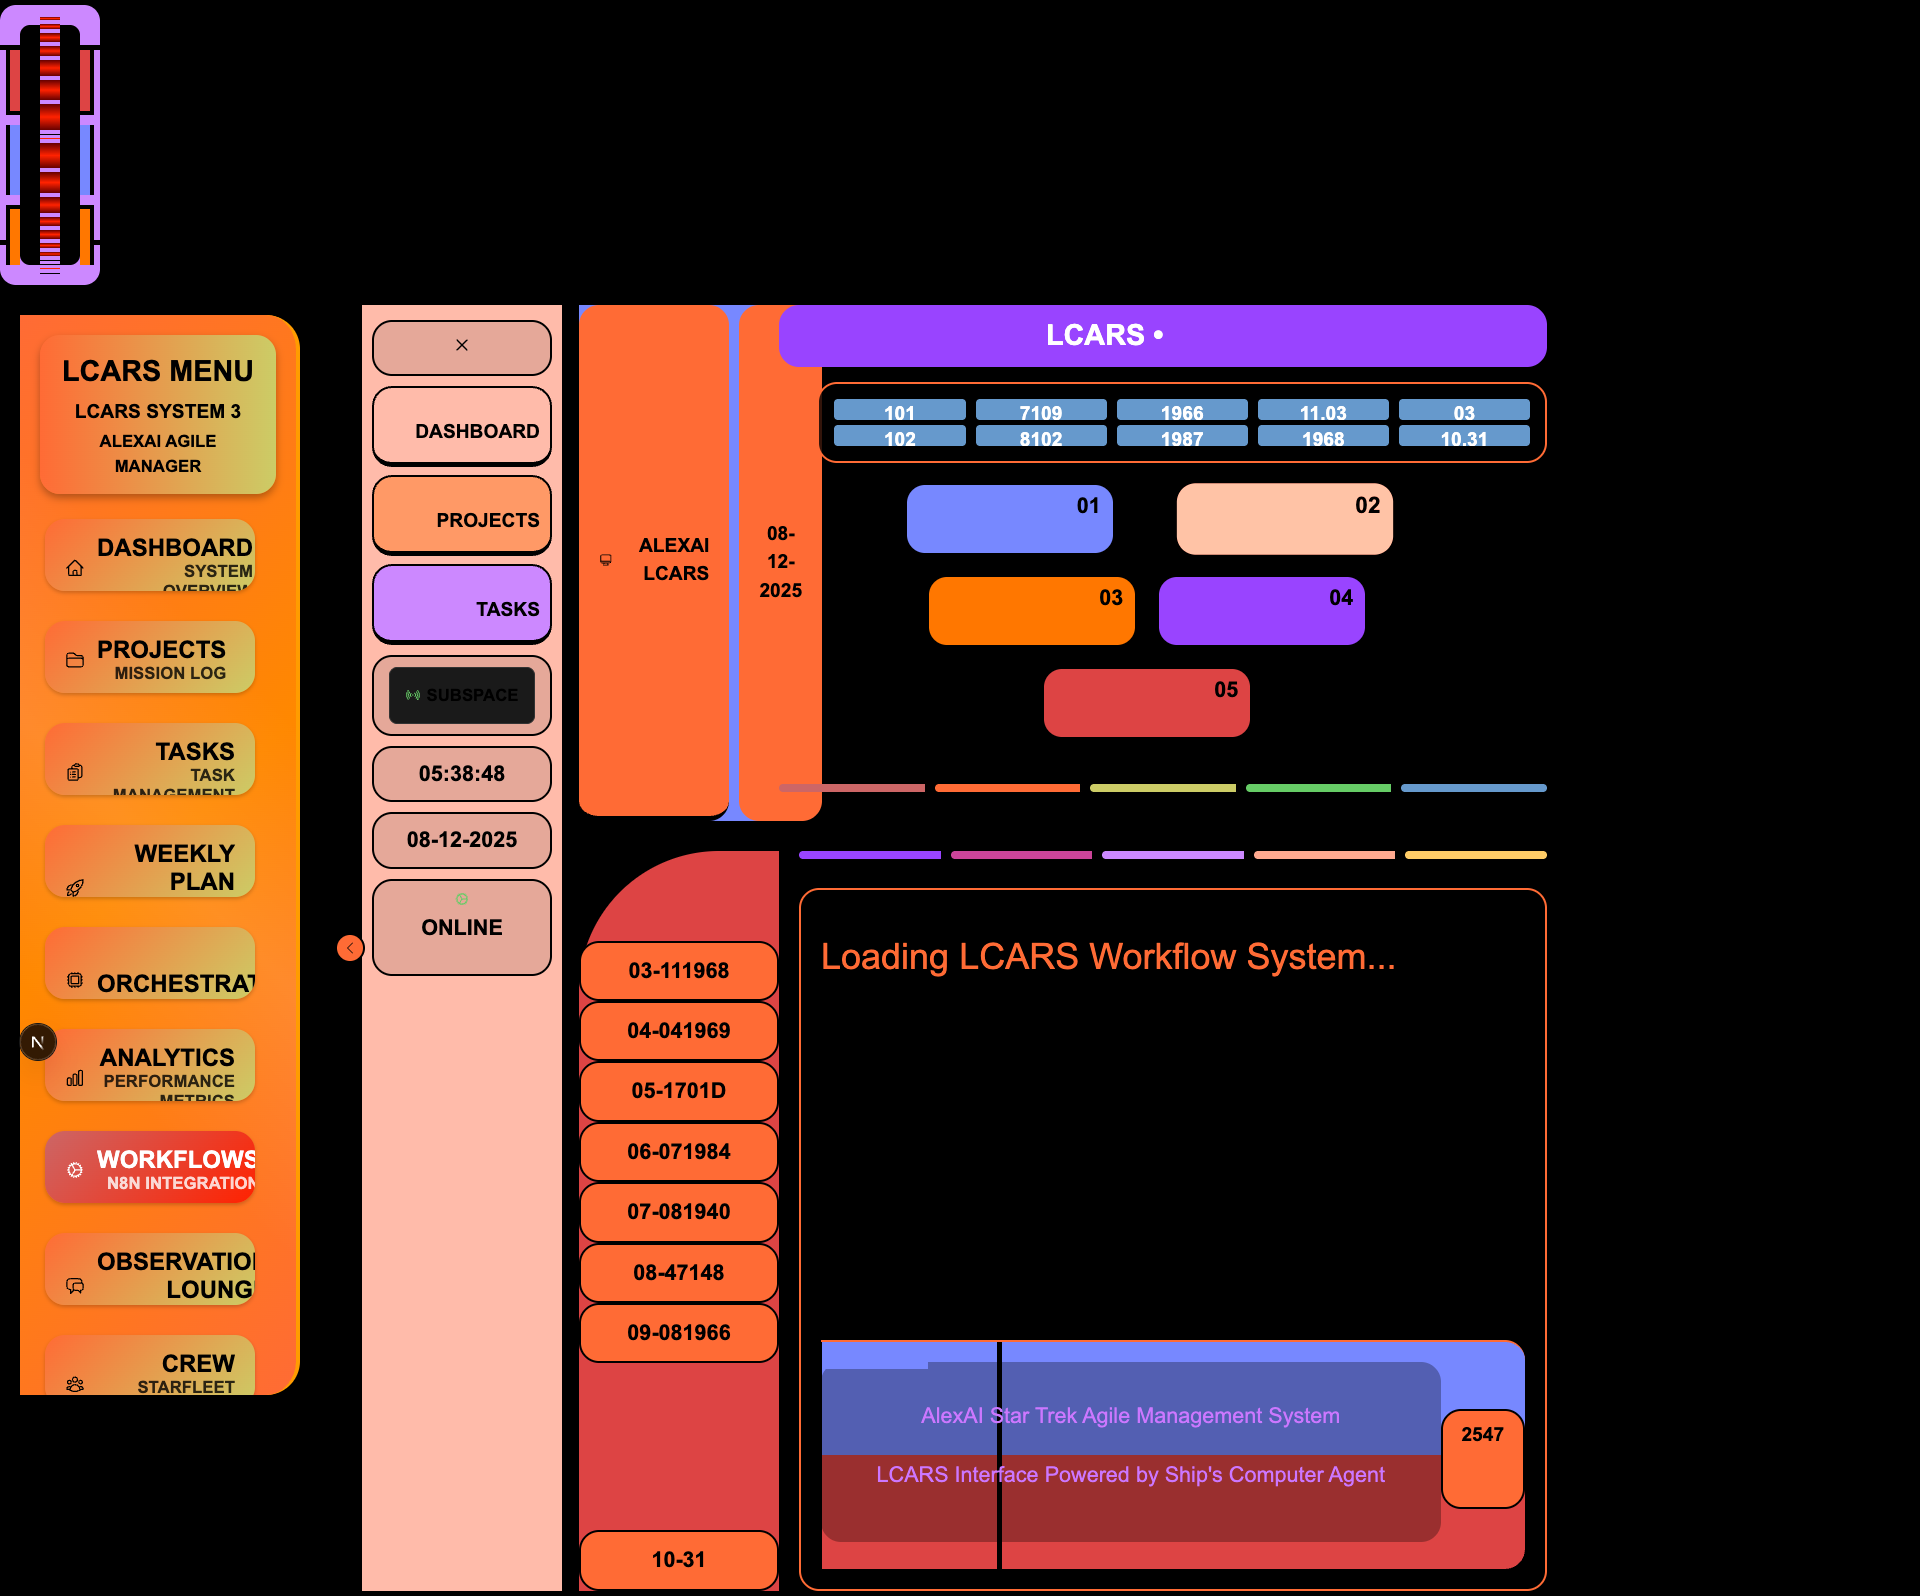 LCARS MENU
LCARS SYSTEM 3
ALEXAI AGILE
MANAGER
DASHBOARD
SYSTEM
OVERVIEW
PROJECTS
MISSION LOG
TASKS
TASK
MANAGEMENT
WEEKLY
PLAN
ORCHESTRAT
N
ANALYTICS
PERFORMANCE
METRICS
WORKFLOWS
N8N INTEGRATION
OBSERVATION
LOUNG
CREW
STARFLEET
DASHBOARD
PROJECTS
TASKS
SUBSPACE
05:38:48
08-12-2025
ONLINE
ALEXAI
LCARS
08-
12-
2025
LCARS •
101 7109 1966 11.03 03
102 8102 1987 1968 10.31
01 02
03 04
05
03-111968
04-041969
05-1701D
06-071984
07-081940
08-47148
09-081966
10-31
Loading LCARS Workflow System...
AlexAI Star Trek Agile Management System
LCARS Interface Powered by Ship's Computer Agent
2547